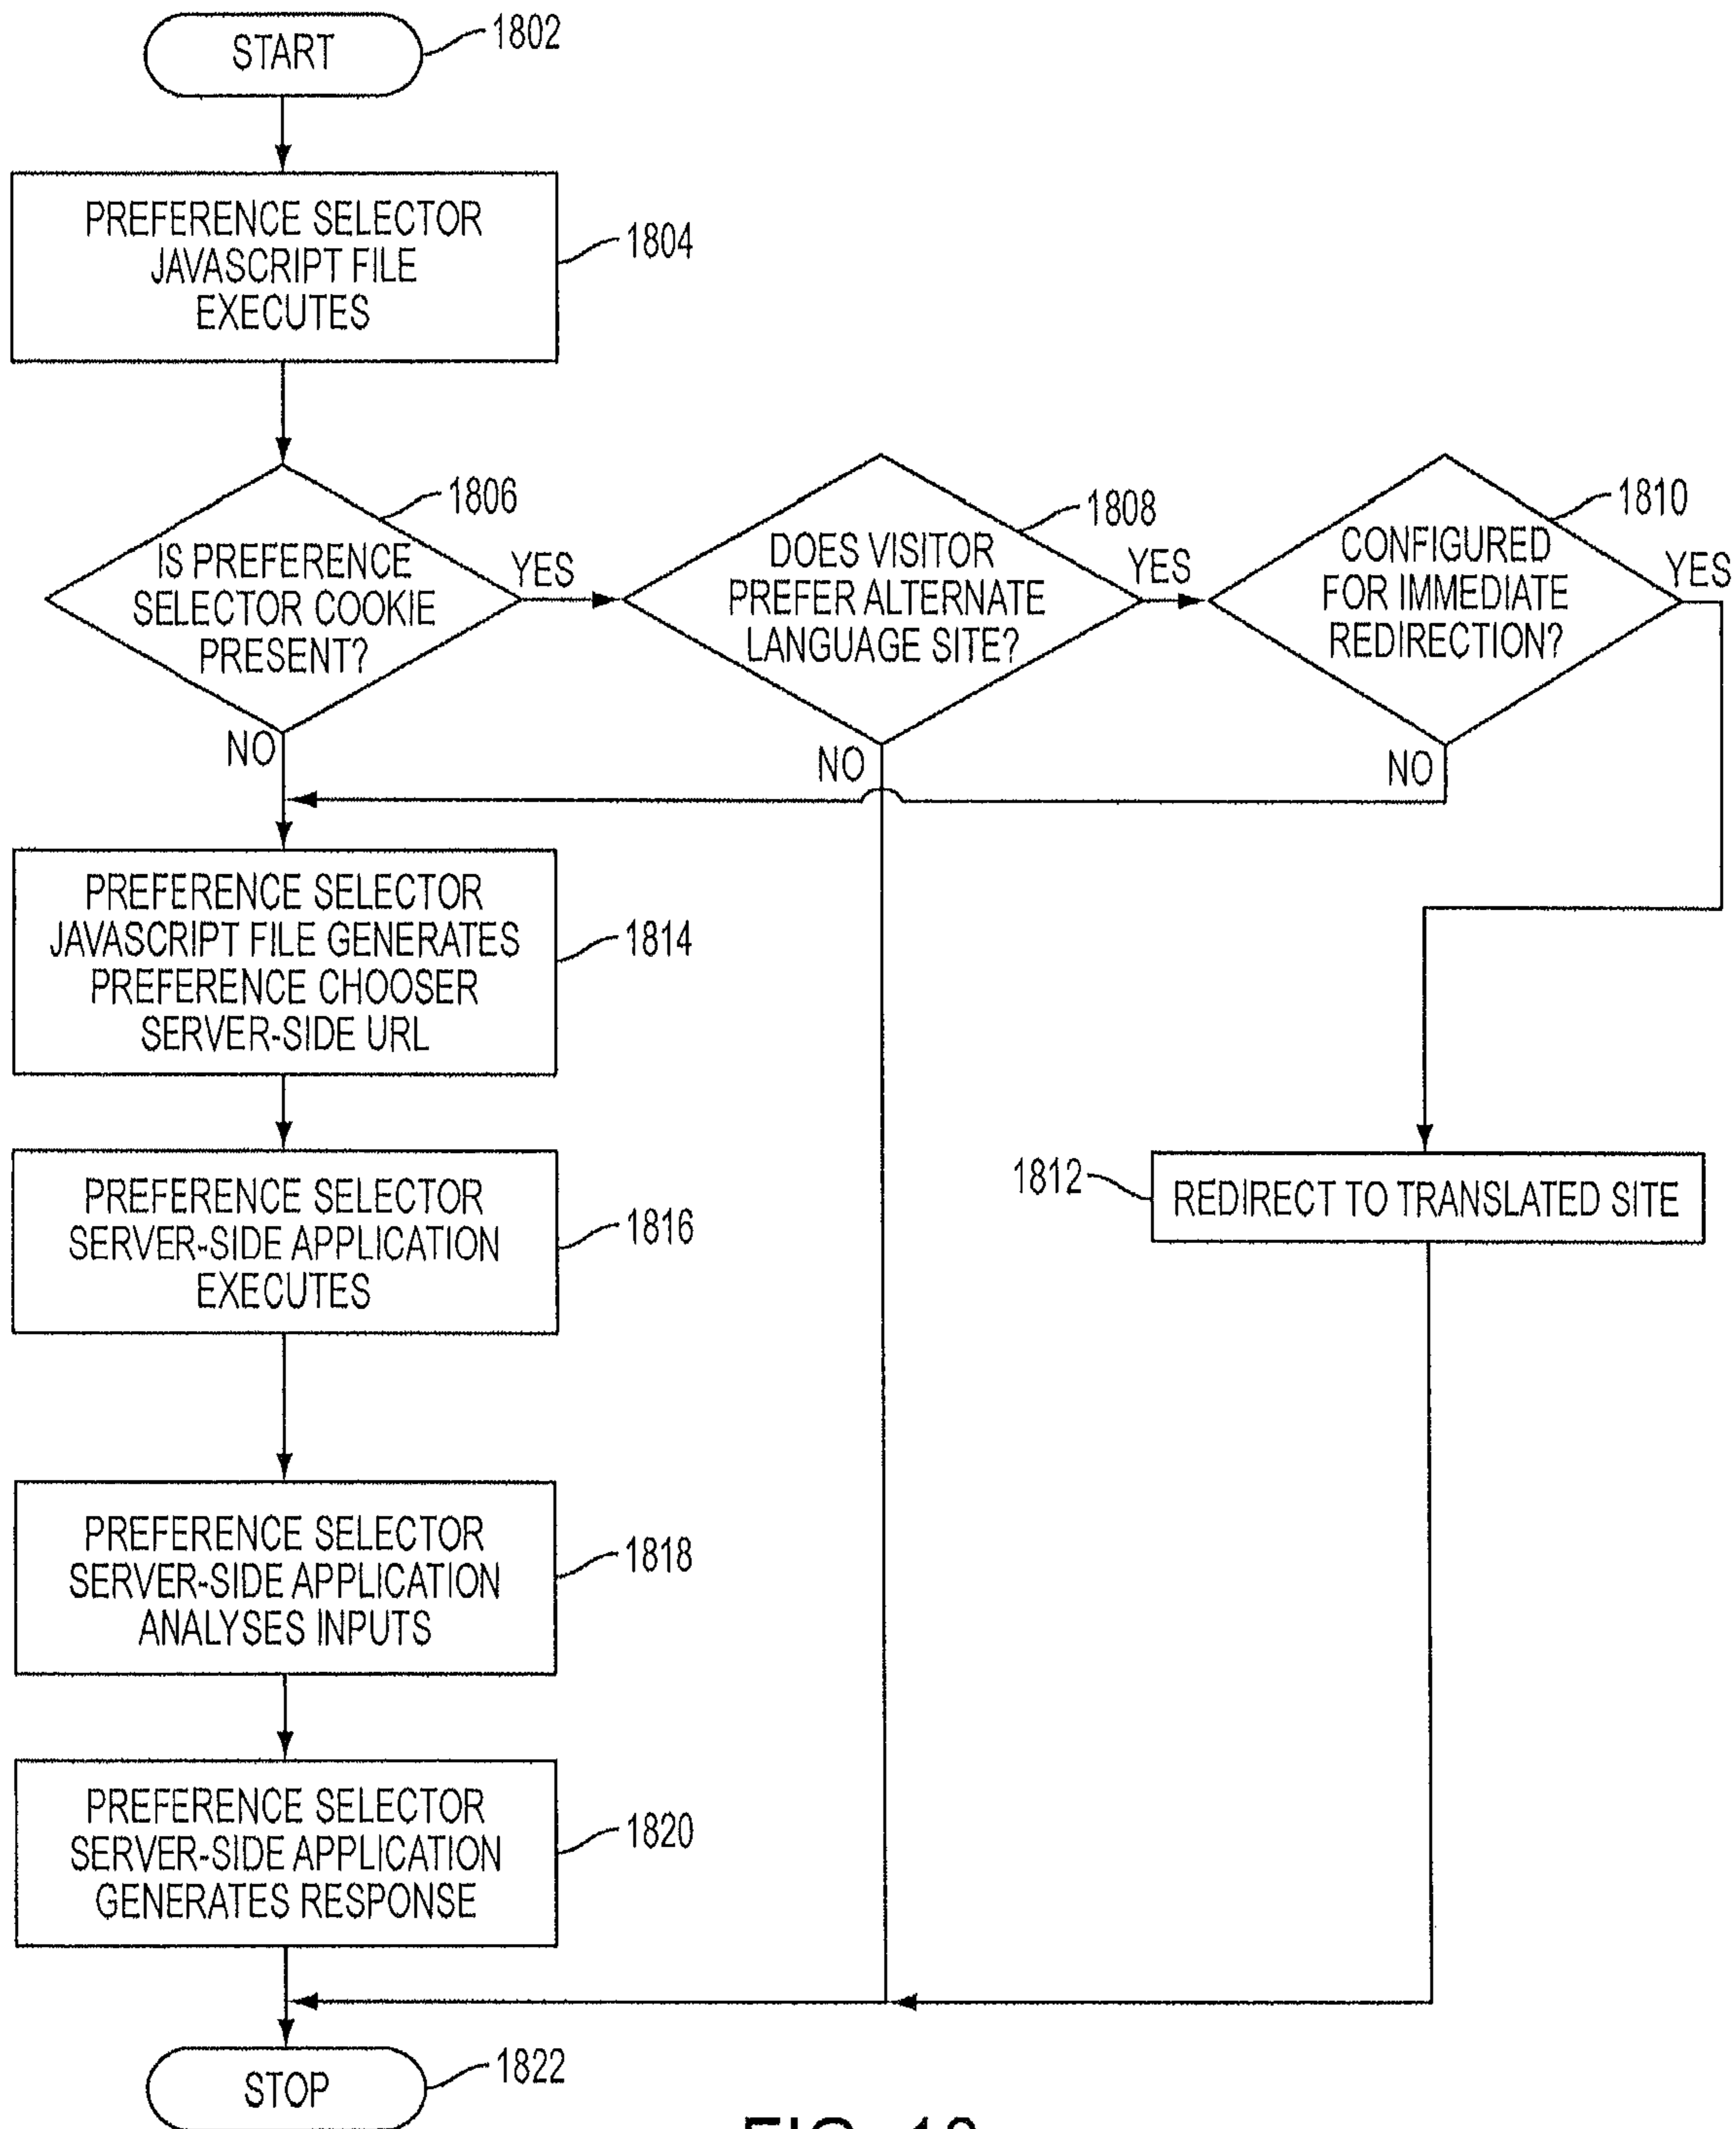 START
1802
PREFERENCE SELECTOR
JAVASCRIPT FILE
EXECUTES
1804
IS PREFERENCE
SELECTOR COOKIE
PRESENT?
1806
YES
NO
DOES VISITOR
PREFER ALTERNATE
LANGUAGE SITE?
1808
YES
NO
CONFIGURED
FOR IMMEDIATE
REDIRECTION?
1810
YES
NO
PREFERENCE SELECTOR
JAVASCRIPT FILE GENERATES
PREFERENCE CHOOSER
SERVER-SIDE URL
1814
PREFERENCE SELECTOR
SERVER-SIDE APPLICATION
EXECUTES
1816
1812
REDIRECT TO TRANSLATED SITE
PREFERENCE SELECTOR
SERVER-SIDE APPLICATION
ANALYSES INPUTS
1818
PREFERENCE SELECTOR
SERVER-SIDE APPLICATION
GENERATES RESPONSE
1820
STOP
1822
FIG.